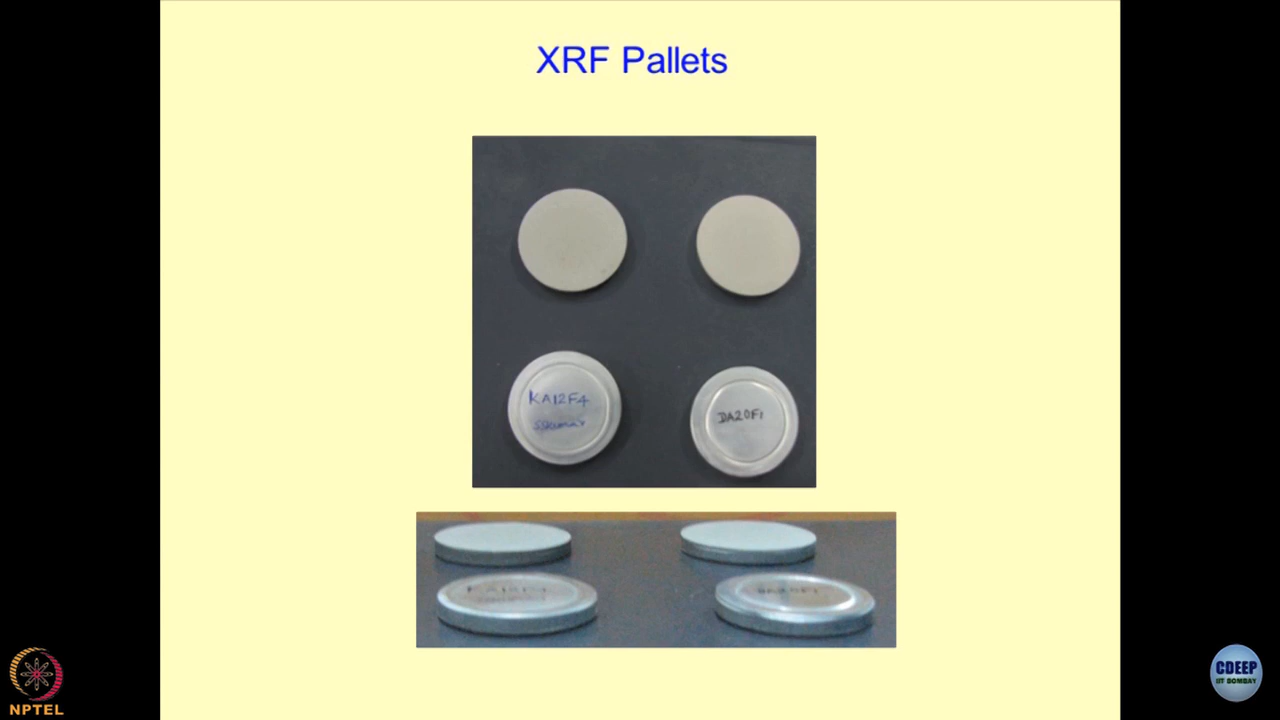 XRF Pallets
KA12F4
DA20F1
NPTEL
CDEEP
IIT BOMBAY